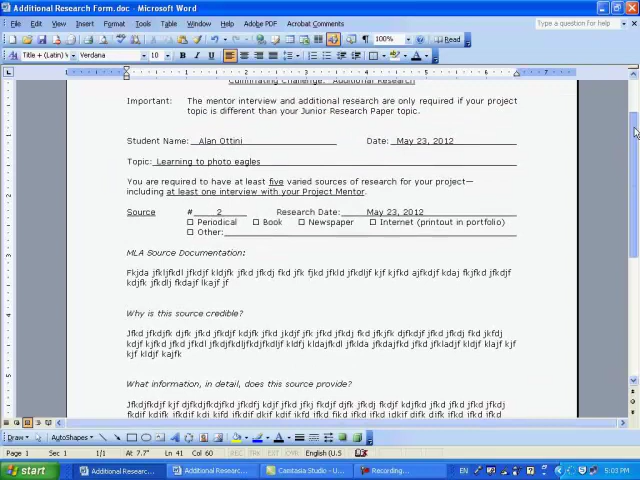 Additional Research Form.doc - Microsoft Word
File Edit View Insert Format Tools Table Window Help Adobe PDF Acrobat Comments
Type a question for help
100% Read
Title + (Latin) V Verdana 10 B I U
Culminating Challenge: Additional Research
Important: The mentor interview and additional research are only required if your project
topic is different than your Junior Research Paper topic.
Student Name: Alan Ottini Date: May 23, 2012
Topic: Learning to photo eagles
You are required to have at least five varied sources of research for your project—
including at least one interview with your Project Mentor.
Source # 2 Research Date: May 23, 2012
Periodical Book Newspaper Internet (printout in portfolio)
Other:
MLA Source Documentation:
Fkjda jfkljfkdl jfkdjf kldjfk jfkd jfkdj fkd jfk fjkd jfkld jfkdljf kjf kjfkd ajfkdjf kdaj fkjfkd jfkdjf
kdjfk jfkdlj fkdajf lkajf jf
Why is this source credible?
Jfkd jfkdjfk djfk jfkd jfkdjf kdjfk jfkd jkdjf jfk jfkd jfkdj fkd jfkjfk djfkdjf jfkd jfkdj fkd jkfdj
kdjf kjfkd jfkd jfkdl jfkdjfkdljfkdjfkdljf kldfj kldajfkd jfklda jfkdajfkd jfkd jfkladjf kldjf klajf kjf
kjf kldjf kajfk
What information, in detail, does this source provide?
Draw AutoShapes
Page 1 Sec 1 1/1 At 7.7" Ln 41 Col 60 REC TRK EXT OVR English (U.S
start Additional Researc... Additional Researc... Camtasia Studio - U... Recording... EN 5:03 PM